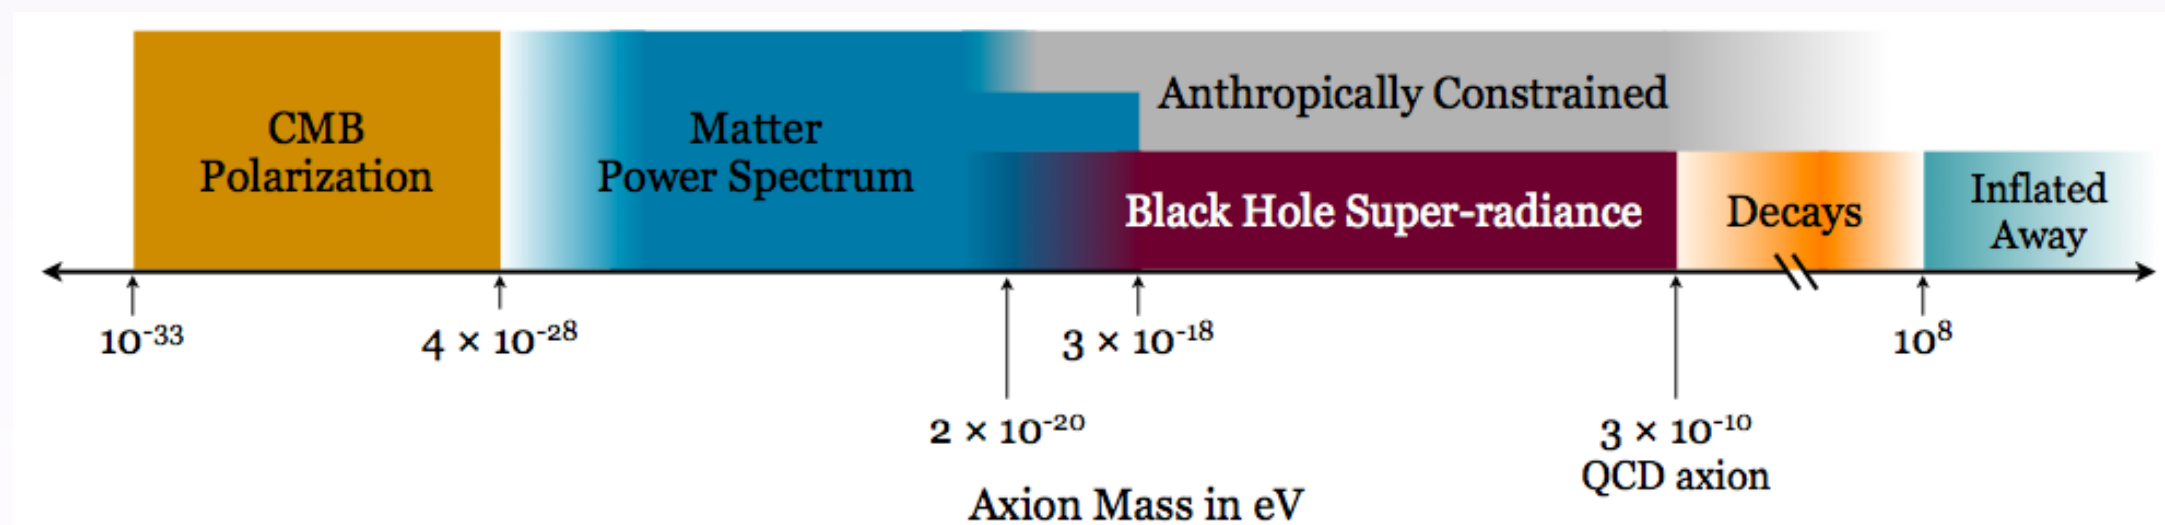 CMB
Polarization
Matter
Power Spectrum
Anthropically Constrained
Black Hole Super-radiance
Decays
Inflated
Away
10⁻³³
4 × 10⁻²⁸
3 × 10⁻¹⁸
10⁸
2 × 10⁻²⁰
3 × 10⁻¹⁰
QCD axion
Axion Mass in eV